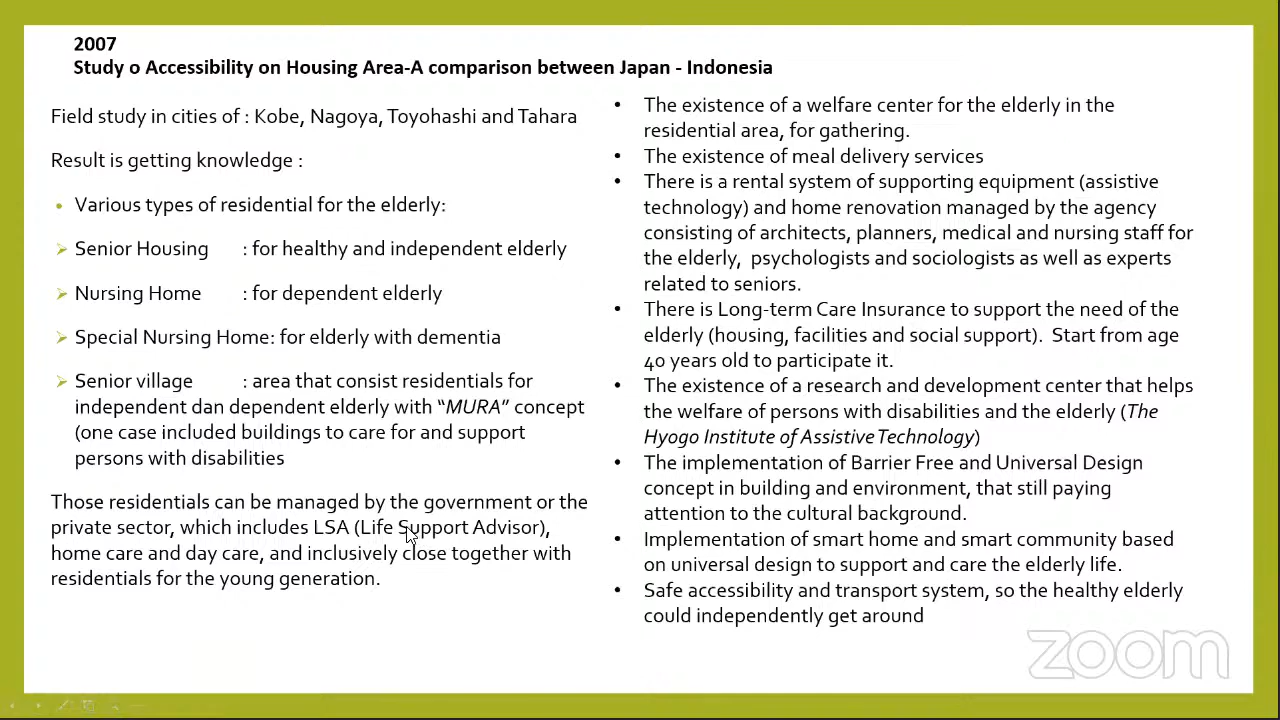 2007
Study o Accessibility on Housing Area-A comparison between Japan - Indonesia
Field study in cities of : Kobe, Nagoya, Toyohashi and Tahara
Result is getting knowledge :
• Various types of residential for the elderly:
➢ Senior Housing : for healthy and independent elderly
➢ Nursing Home : for dependent elderly
➢ Special Nursing Home: for elderly with dementia
➢ Senior village : area that consist residentials for
independent dan dependent elderly with “MURA” concept
(one case included buildings to care for and support
persons with disabilities
Those residentials can be managed by the government or the
private sector, which includes LSA (Life Support Advisor),
home care and day care, and inclusively close together with
residentials for the young generation.
• The existence of a welfare center for the elderly in the
residential area, for gathering.
• The existence of meal delivery services
• There is a rental system of supporting equipment (assistive
technology) and home renovation managed by the agency
consisting of architects, planners, medical and nursing staff for
the elderly, psychologists and sociologists as well as experts
related to seniors.
• There is Long-term Care Insurance to support the need of the
elderly (housing, facilities and social support). Start from age
40 years old to participate it.
• The existence of a research and development center that helps
the welfare of persons with disabilities and the elderly (The
Hyogo Institute of Assistive Technology)
• The implementation of Barrier Free and Universal Design
concept in building and environment, that still paying
attention to the cultural background.
• Implementation of smart home and smart community based
on universal design to support and care the elderly life.
• Safe accessibility and transport system, so the healthy elderly
could independently get around
zoom